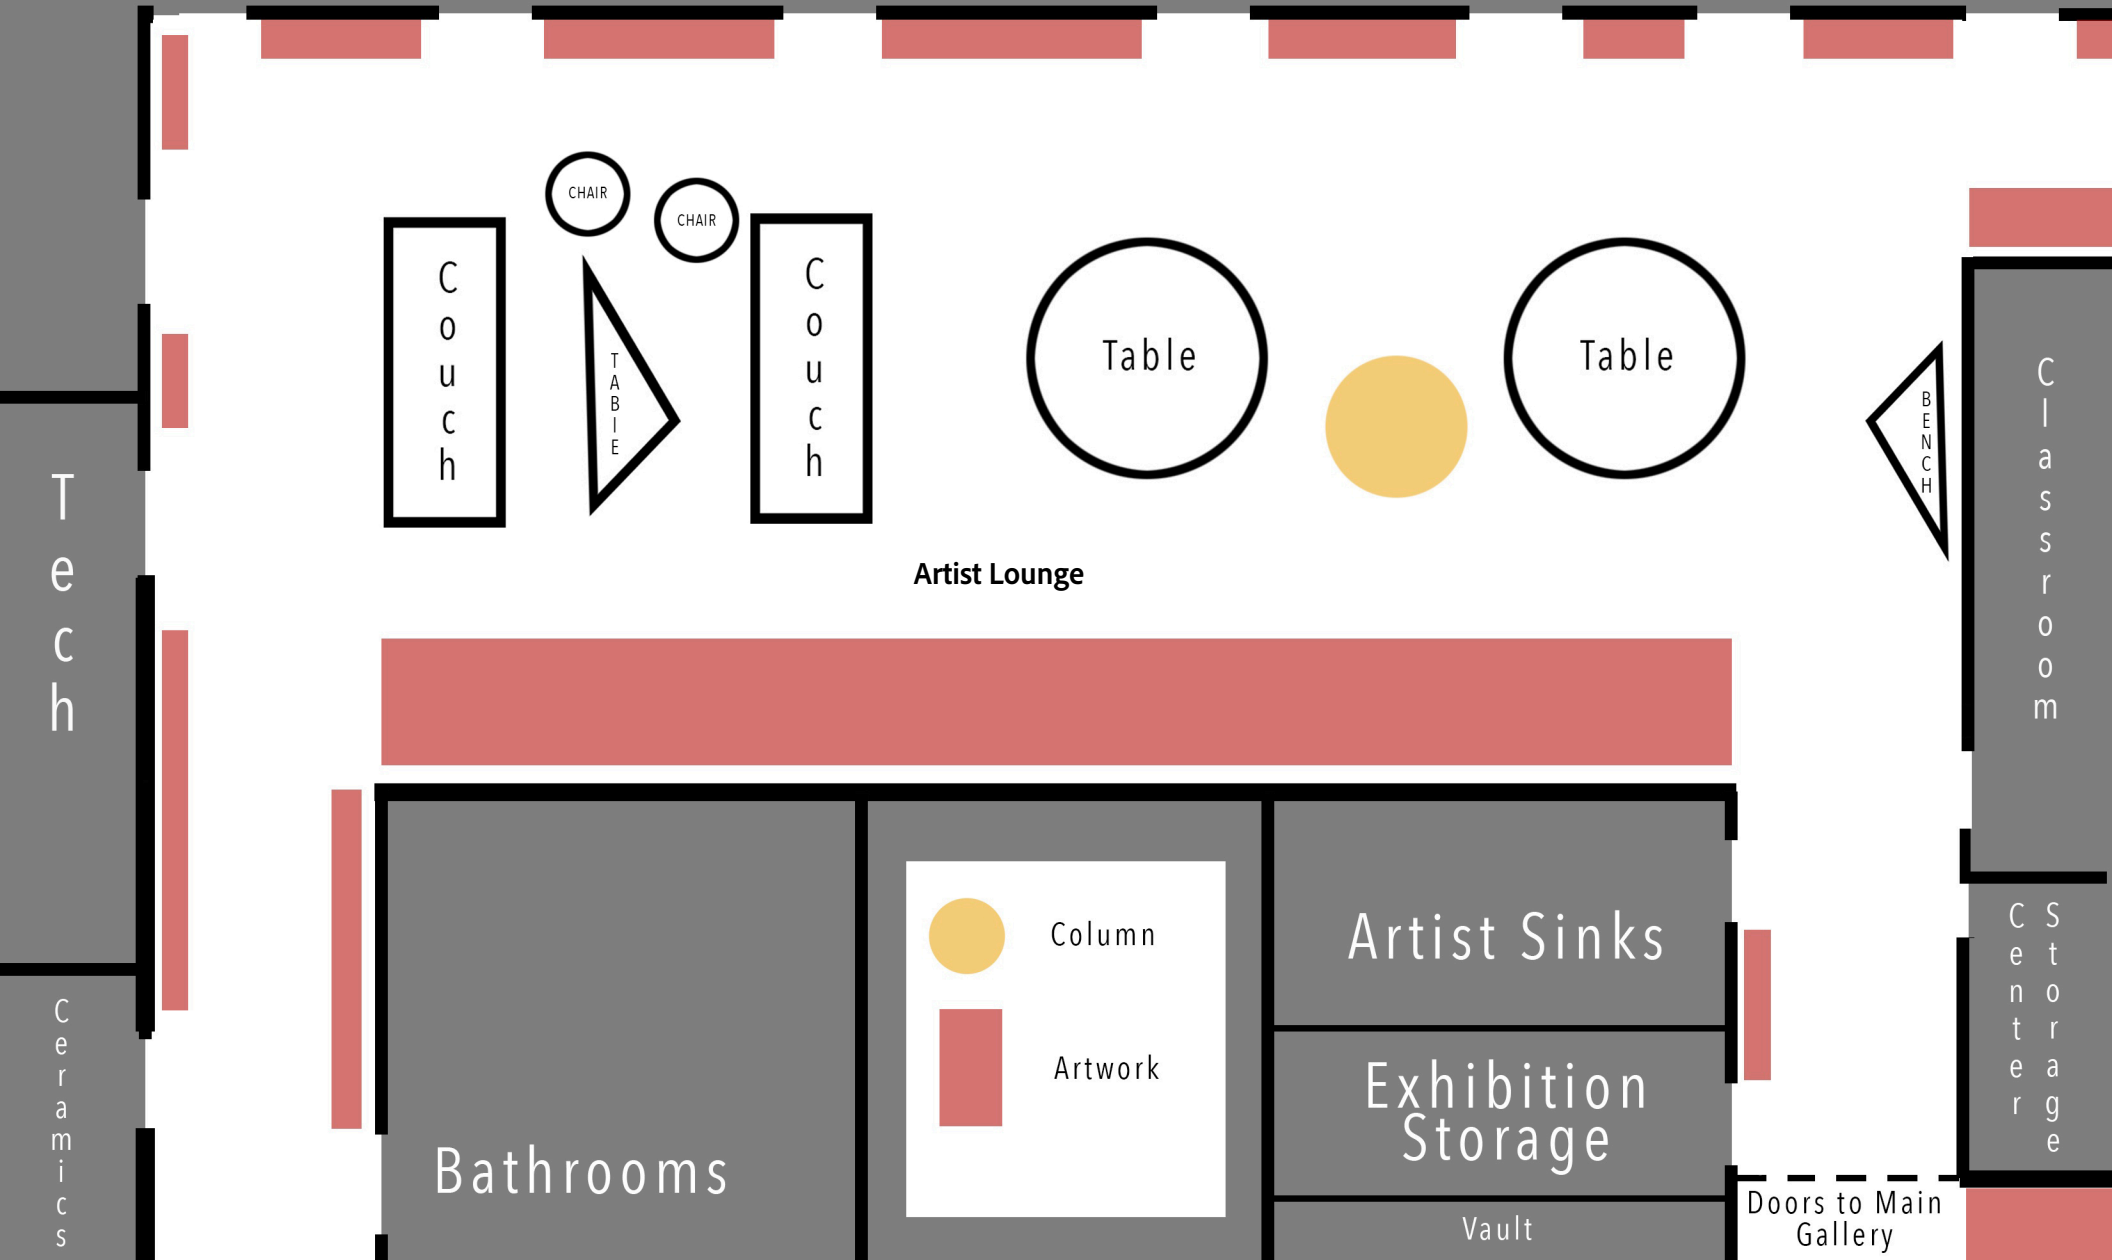 CHAIR
CHAIR
Couch
TABlE
Couch
Table
Table
BENCH
Classroom
Tech
Artist Lounge
Column
Artwork
Artist Sinks
Center
Storage
Ceramics
Exhibition
Storage
Bathrooms
Vault
Doors to Main
Gallery